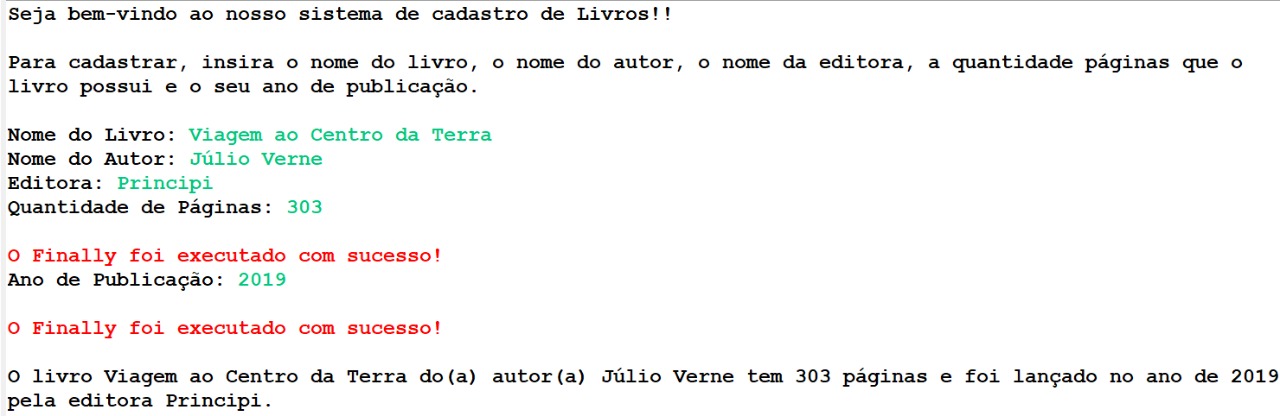 Seja bem-vindo ao nosso sistema de cadastro de Livros!!
Para cadastrar, insira o nome do livro, o nome do autor, o nome da editora, a quantidade páginas que o
livro possui e o seu ano de publicação.
Nome do Livro: Viagem ao Centro da Terra
Nome do Autor: Júlio Verne
Editora: Principi
Quantidade de Páginas: 303
O Finally foi executado com sucesso!
Ano de Publicação: 2019
O Finally foi executado com sucesso!
O livro Viagem ao Centro da Terra do(a) autor(a) Júlio Verne tem 303 páginas e foi lançado no ano de 2019
pela editora Principi.